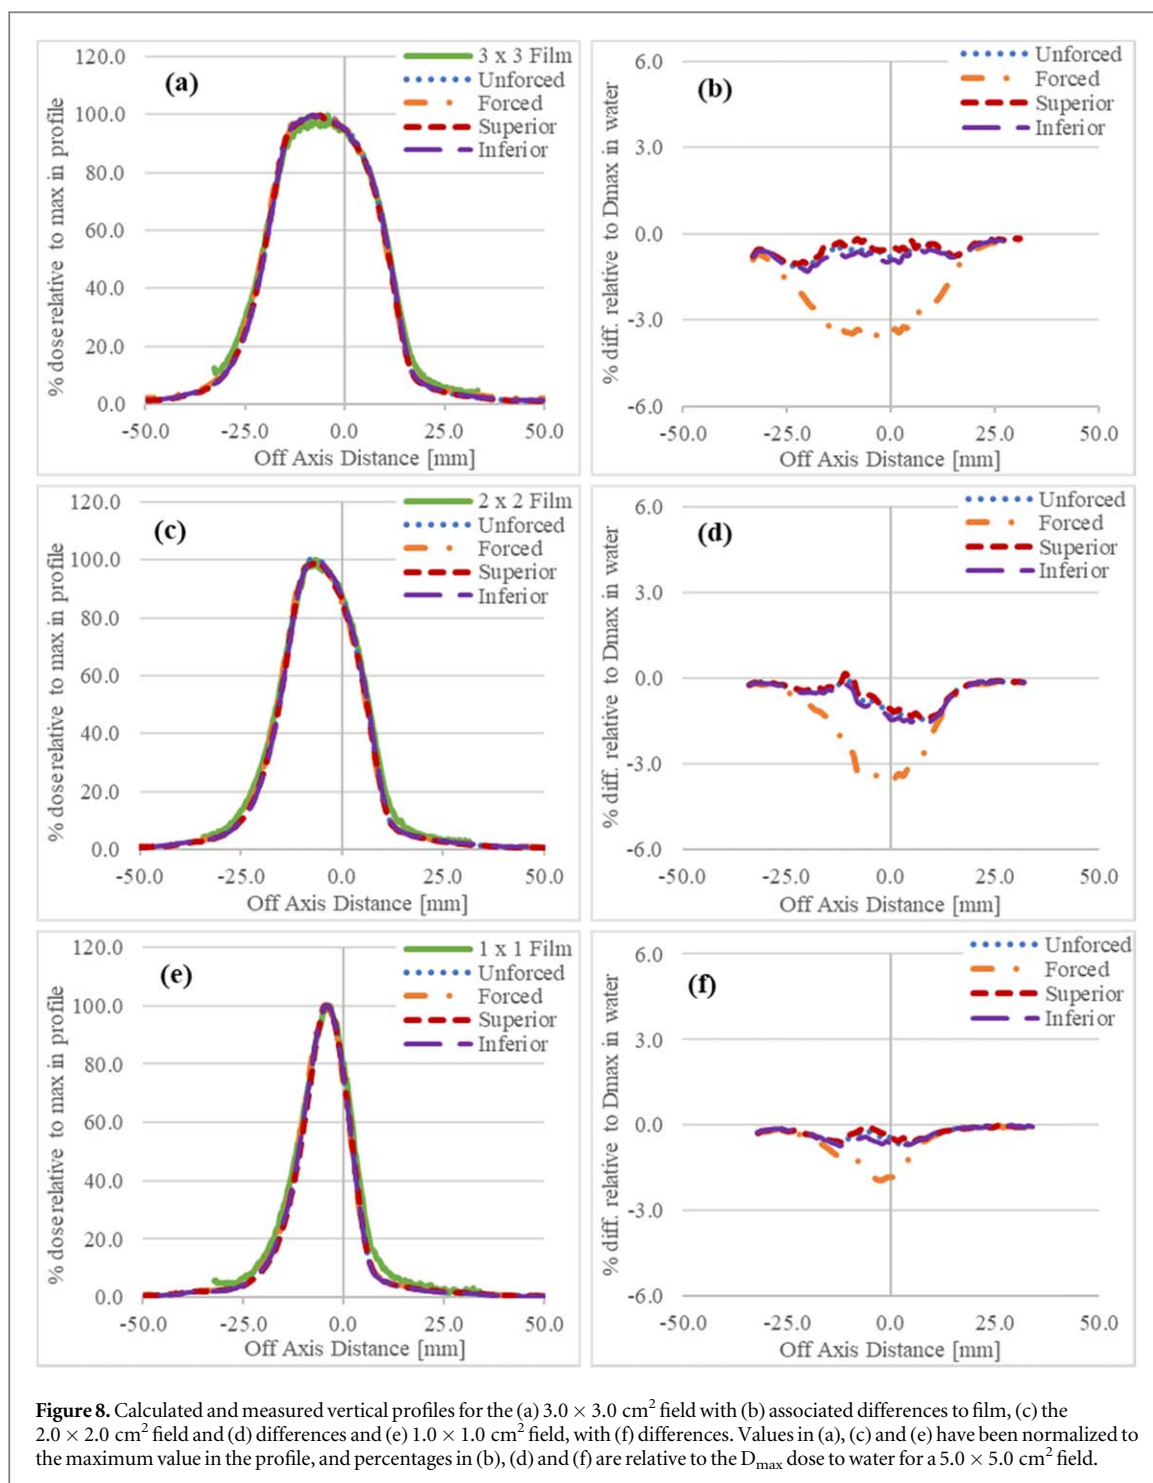 120.0
100.0
80.0
60.0
40.0
20.0
0.0
-50.0 -25.0 0.0 25.0 50.0
Off Axis Distance [mm]
% dose relative to max in profile
(a)
3 x 3 Film
Unforced
Forced
Superior
Inferior
6.0
3.0
0.0
-3.0
-6.0
-50.0 -25.0 0.0 25.0 50.0
Off Axis Distance [mm]
% diff. relative to Dmax in water
(b)
Unforced
Forced
Superior
Inferior
120.0
100.0
80.0
60.0
40.0
20.0
0.0
-50.0 -25.0 0.0 25.0 50.0
Off Axis Distance [mm]
% dose relative to max in profile
(c)
2 x 2 Film
Unforced
Forced
Superior
Inferior
6.0
3.0
0.0
-3.0
-6.0
-50.0 -25.0 0.0 25.0 50.0
Off Axis Distance [mm]
% diff. relative to Dmax in water
(d)
Unforced
Forced
Superior
Inferior
120.0
100.0
80.0
60.0
40.0
20.0
0.0
-50.0 -25.0 0.0 25.0 50.0
Off Axis Distance [mm]
% dose relative to max in profile
(e)
1 x 1 Film
Unforced
Forced
Superior
Inferior
6.0
3.0
0.0
-3.0
-6.0
-50.0 -25.0 0.0 25.0 50.0
Off Axis Distance [mm]
% diff. relative to Dmax in water
(f)
Unforced
Forced
Superior
Inferior
Figure 8. Calculated and measured vertical profiles for the (a) 3.0 × 3.0 cm² field with (b) associated differences to film, (c) the
2.0 × 2.0 cm² field and (d) differences and (e) 1.0 × 1.0 cm² field, with (f) differences. Values in (a), (c) and (e) have been normalized to
the maximum value in the profile, and percentages in (b), (d) and (f) are relative to the Dmax dose to water for a 5.0 × 5.0 cm² field.